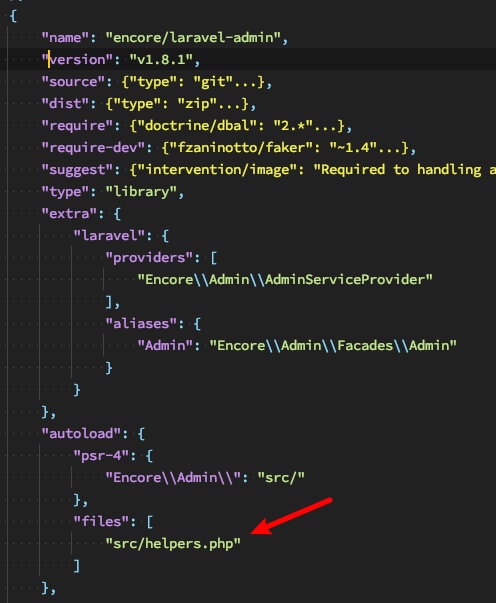 {
"name": "encore/laravel-admin",
"version": "v1.8.1",
"source": {"type": "git"...},
"dist": {"type": "zip"...},
"require": {"doctrine/dbal": "2.*"...},
"require-dev": {"fzaninotto/faker": "~1.4"...},
"suggest": {"intervention/image": "Required to handling a
"type": "library",
"extra": {
"laravel": {
"providers": [
"Encore\\Admin\\AdminServiceProvider"
],
"aliases": {
"Admin": "Encore\\Admin\\Facades\\Admin"
}
}
},
"autoload": {
"psr-4": {
"Encore\\Admin\\": "src/"
},
"files": [
"src/helpers.php"
]
},